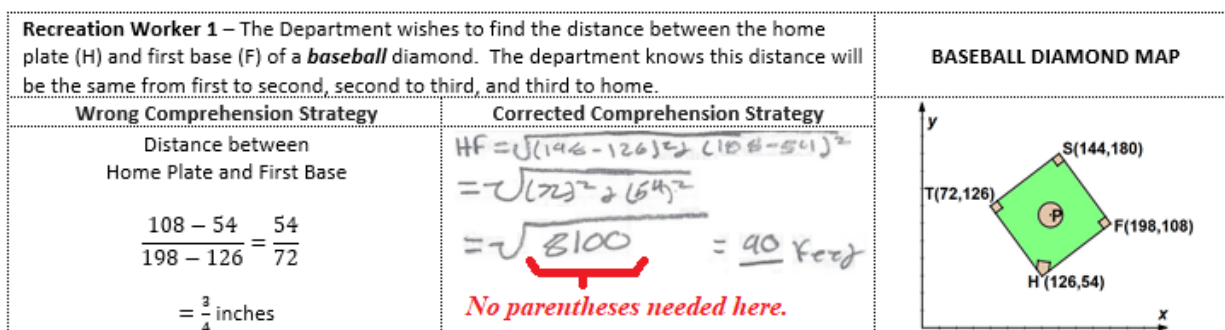 Recreation Worker 1 – The Department wishes to find the distance between the home
plate (H) and first base (F) of a baseball diamond. The department knows this distance will
be the same from first to second, second to third, and third to home.
BASEBALL DIAMOND MAP
Wrong Comprehension Strategy
Corrected Comprehension Strategy
Distance between
Home Plate and First Base
108 – 54 / 198 – 126 = 54 / 72
= 3/4 inches
HF = √(198-126)²+(108-54)²
= √(72)²+(54)²
= √8100 = 90 Feet
No parentheses needed here.
y
S(144,180)
T(72,126)
P
F(198,108)
H (126,54)
x